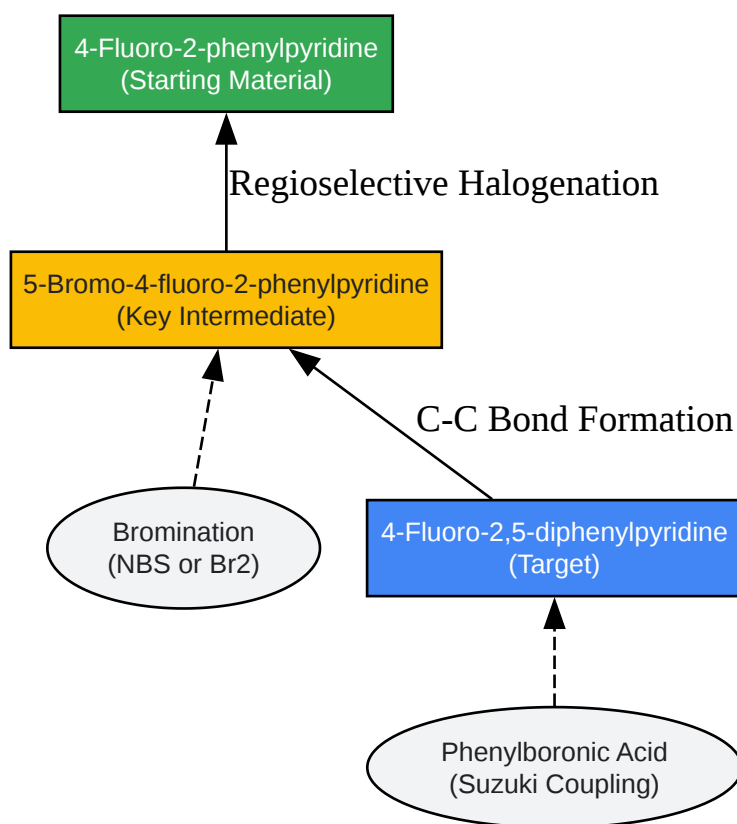 4-Fluoro-2-phenylpyridine
(Starting Material)
Regioselective Halogenation
5-Bromo-4-fluoro-2-phenylpyridine
(Key Intermediate)
C-C Bond Formation
Bromination
(NBS or Br2)
4-Fluoro-2,5-diphenylpyridine
(Target)
Phenylboronic Acid
(Suzuki Coupling)